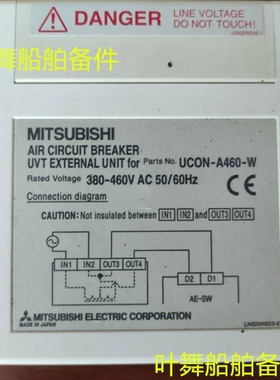 叶舞船舶备件
DANGER
LINE VOLTAGE
DO NOT TOUCH!
MITSUBISHI
AIR CIRCUIT BREAKER
UVT EXTERNAL UNIT for Parts No. UCON-A460-W
Rated Voltage 380-460V AC 50/60Hz
Connection diagram
CE
CAUTION: Not insulated between IN1 IN2 and OUT3 OUT4
IN1 IN2 OUT3 OUT4
D2 D1
AE-SW
MITSUBISHI ELECTRIC CORPORATION
MADE IN JAPAN
叶舞船舶备件